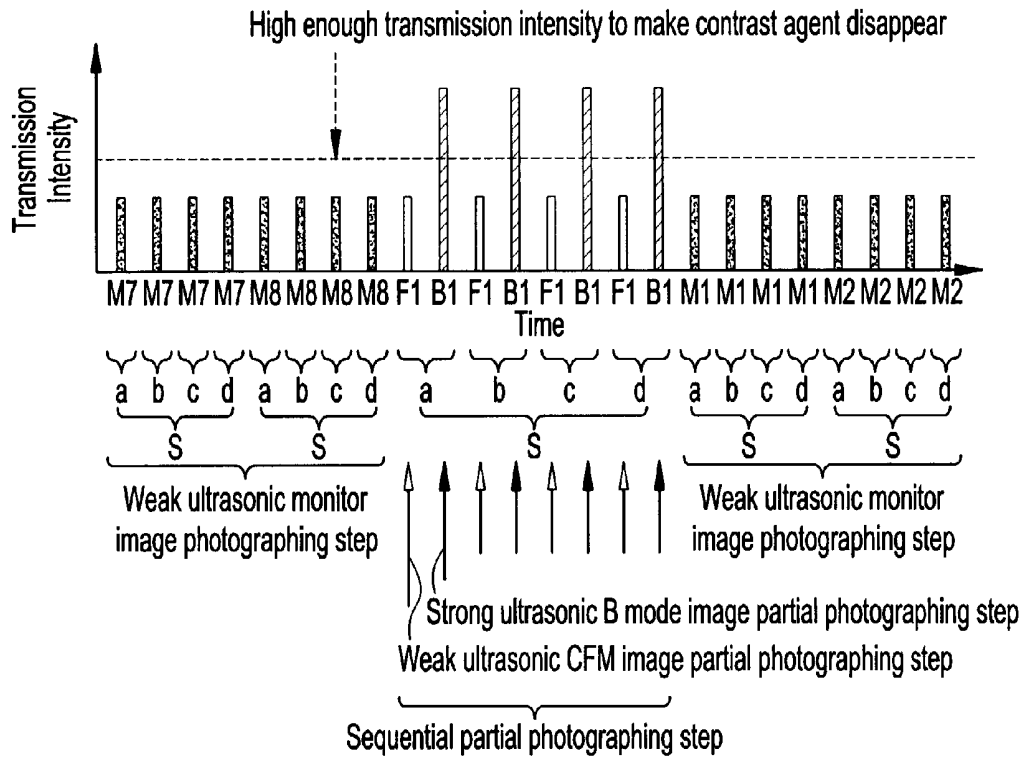 High enough transmission intensity to make contrast agent disappear
Transmission
Intensity
M7 M7 M7 M7 M8 M8 M8 M8 F1 B1 F1 B1 F1 B1 F1 B1 M1 M1 M1 M1 M2 M2 M2 M2
Time
a b c d a b c d a b c d a b c d a b c d
S S S S S
Weak ultrasonic monitor
image photographing step
Weak ultrasonic monitor
image photographing step
Strong ultrasonic B mode image partial photographing step
Weak ultrasonic CFM image partial photographing step
Sequential partial photographing step